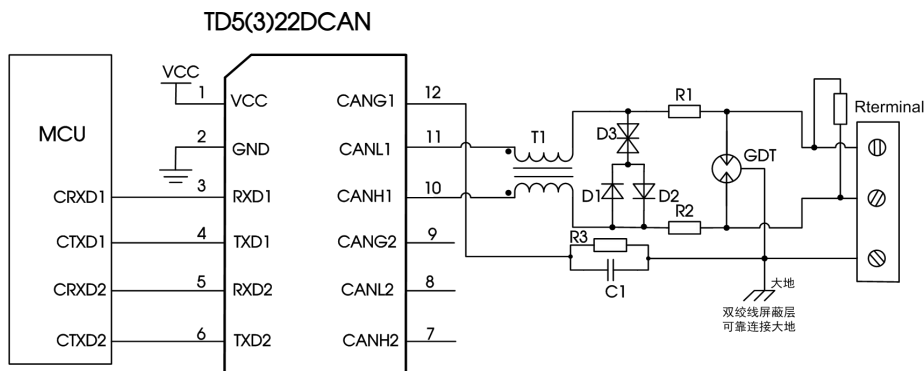 TD5(3)22DCAN
MCU
CRXD1
CTXD1
CRXD2
CTXD2
VCC
1
2
3
4
5
6
VCC
GND
RXD1
TXD1
RXD2
TXD2
CANG1
CANL1
CANH1
CANG2
CANL2
CANH2
12
11
10
9
8
7
T1
D3
D1
D2
R1
R2
R3
C1
GDT
Rterminal
大地
双绞线屏蔽层
可靠连接大地